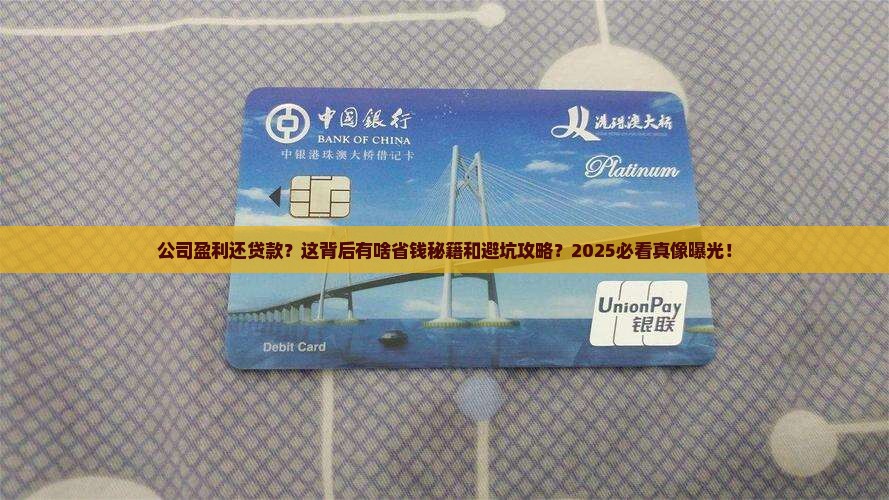 中国银行
BANK OF CHINA
中银港珠澳大桥借记卡
港珠澳大桥
Platinum
公司盈利还贷款？这背后有啥省钱秘籍和避坑攻略？2025必看真像曝光！
UnionPay
银联
Debit Card